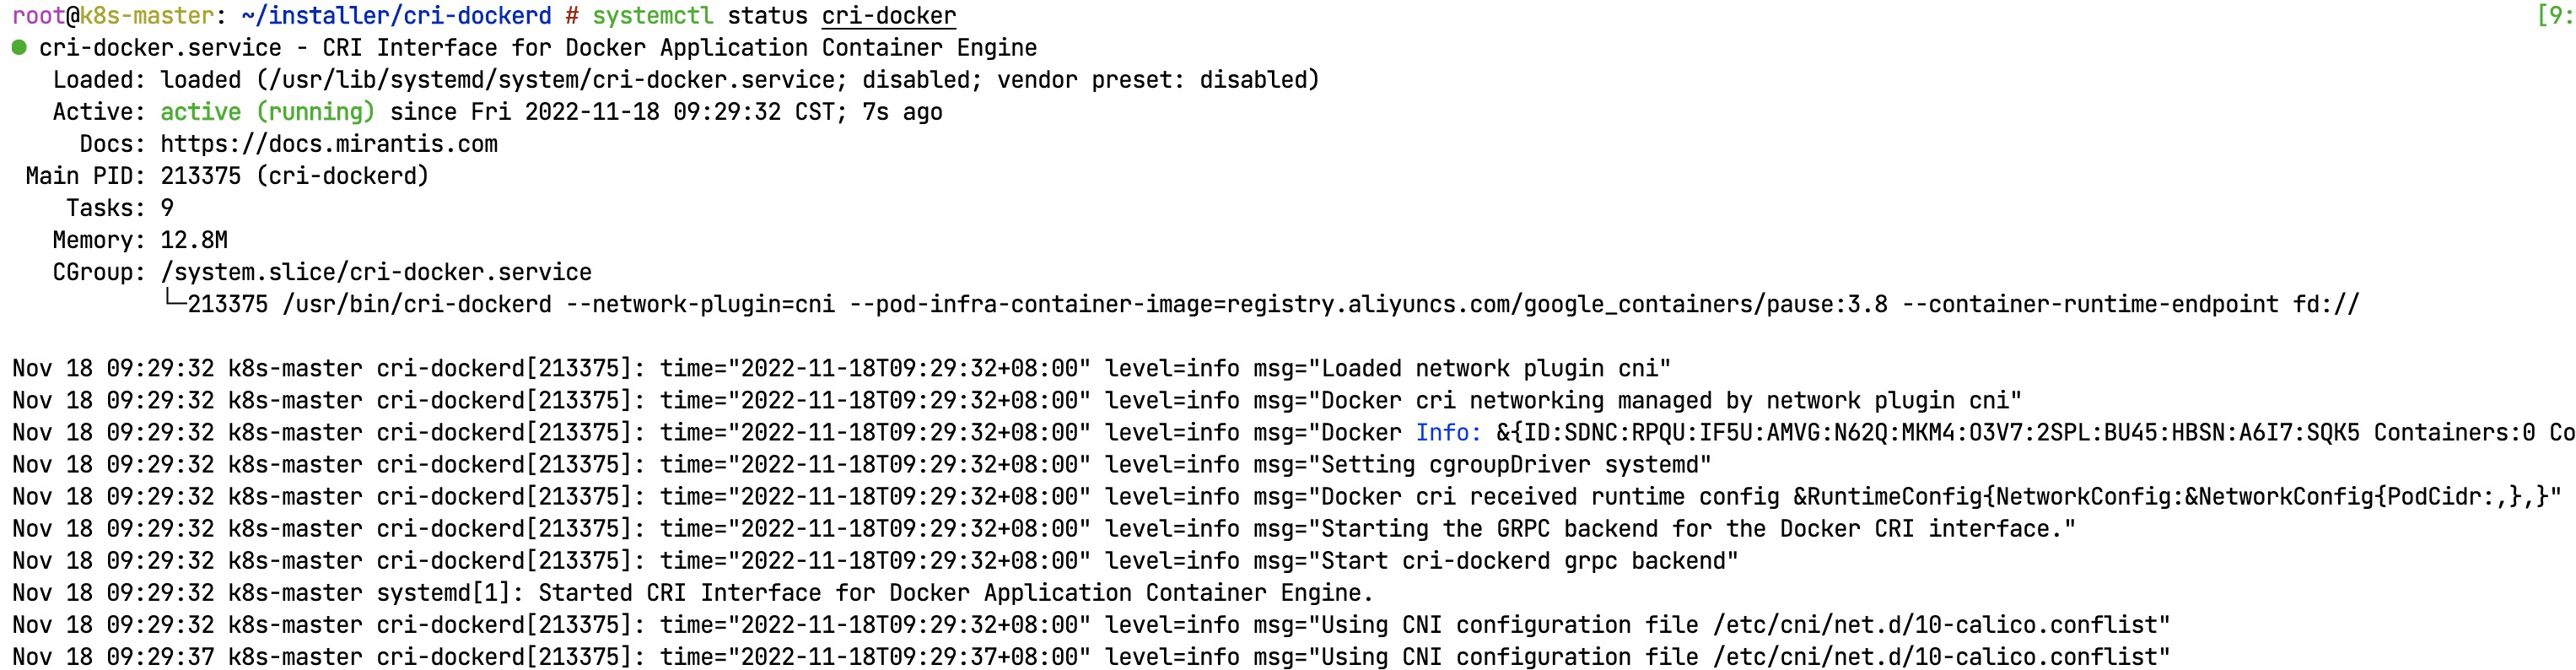 root@k8s-master: ~/installer/cri-dockerd # systemctl status cri-docker [9:
● cri-docker.service - CRI Interface for Docker Application Container Engine
   Loaded: loaded (/usr/lib/systemd/system/cri-docker.service; disabled; vendor preset: disabled)
   Active: active (running) since Fri 2022-11-18 09:29:32 CST; 7s ago
     Docs: https://docs.mirantis.com
 Main PID: 213375 (cri-dockerd)
    Tasks: 9
   Memory: 12.8M
   CGroup: /system.slice/cri-docker.service
           └─213375 /usr/bin/cri-dockerd --network-plugin=cni --pod-infra-container-image=registry.aliyuncs.com/google_containers/pause:3.8 --container-runtime-endpoint fd://
Nov 18 09:29:32 k8s-master cri-dockerd[213375]: time="2022-11-18T09:29:32+08:00" level=info msg="Loaded network plugin cni"
Nov 18 09:29:32 k8s-master cri-dockerd[213375]: time="2022-11-18T09:29:32+08:00" level=info msg="Docker cri networking managed by network plugin cni"
Nov 18 09:29:32 k8s-master cri-dockerd[213375]: time="2022-11-18T09:29:32+08:00" level=info msg="Docker Info: &{ID:SDNC:RPQU:IF5U:AMVG:N62Q:MKM4:O3V7:2SPL:BU45:HBSN:A6I7:SQK5 Containers:0 Co
Nov 18 09:29:32 k8s-master cri-dockerd[213375]: time="2022-11-18T09:29:32+08:00" level=info msg="Setting cgroupDriver systemd"
Nov 18 09:29:32 k8s-master cri-dockerd[213375]: time="2022-11-18T09:29:32+08:00" level=info msg="Docker cri received runtime config &RuntimeConfig{NetworkConfig:&NetworkConfig{PodCidr:,},}"
Nov 18 09:29:32 k8s-master cri-dockerd[213375]: time="2022-11-18T09:29:32+08:00" level=info msg="Starting the GRPC backend for the Docker CRI interface."
Nov 18 09:29:32 k8s-master cri-dockerd[213375]: time="2022-11-18T09:29:32+08:00" level=info msg="Start cri-dockerd grpc backend"
Nov 18 09:29:32 k8s-master systemd[1]: Started CRI Interface for Docker Application Container Engine.
Nov 18 09:29:32 k8s-master cri-dockerd[213375]: time="2022-11-18T09:29:32+08:00" level=info msg="Using CNI configuration file /etc/cni/net.d/10-calico.conflist"
Nov 18 09:29:37 k8s-master cri-dockerd[213375]: time="2022-11-18T09:29:37+08:00" level=info msg="Using CNI configuration file /etc/cni/net.d/10-calico.conflist"